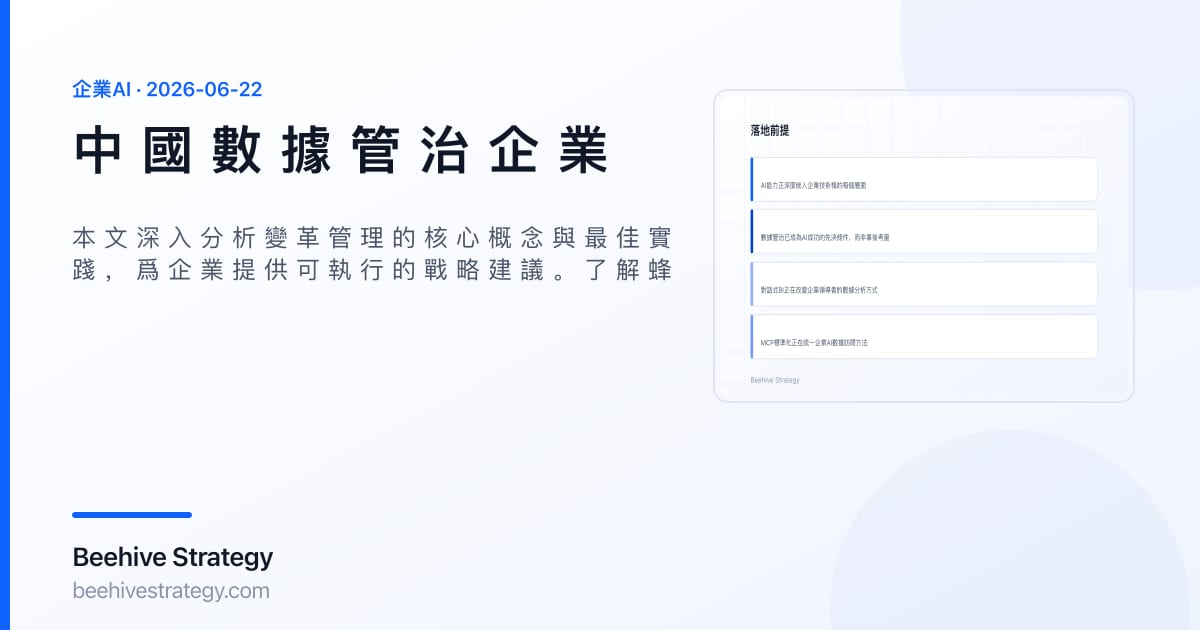 企業AI · 2026-06-22
中國數據管治企業
本文深入分析變革管理的核心概念與最佳實
踐，爲企業提供可執行的戰略建議。了解蜂
落地前提
AI能力正深度嵌入企業技術棧的每個層面
數據管治已成為AI成功的先決條件，而非事後考量
對話式BI正在改變企業領導者的數據分析方式
MCP標準化正在統一企業AI數據訪問方法
Beehive Strategy
Beehive Strategy
beehivestrategy.com